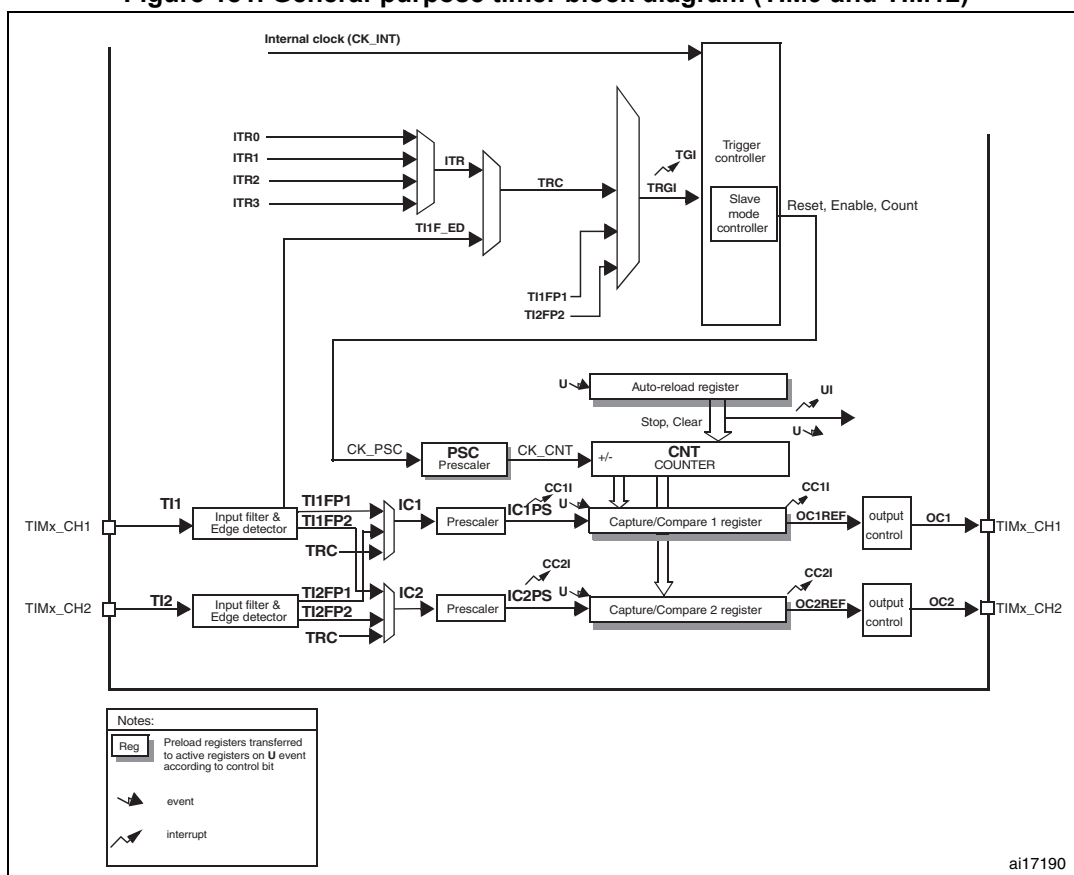 Internal clock (CK_INT)
ITR0
ITR1
ITR2
ITR3
ITR
TI1F_ED
TRC
TI1FP1
TI2FP2
TGI
TRGI
Trigger
controller
Slave
mode
controller
Reset, Enable, Count
U
Auto-reload register
UI
Stop, Clear
U
CK_PSC
PSC
Prescaler
CK_CNT
+/-
CNT
COUNTER
TIMx_CH1
TI1
Input filter &
Edge detector
TI1FP1
TI1FP2
TRC
IC1
Prescaler
CC1I
IC1PS
U
Capture/Compare 1 register
CC1I
OC1REF
output
control
OC1
TIMx_CH1
TIMx_CH2
TI2
Input filter &
Edge detector
TI2FP1
TI2FP2
TRC
IC2
Prescaler
CC2I
IC2PS
U
Capture/Compare 2 register
CC2I
OC2REF
output
control
OC2
TIMx_CH2
Notes:
Reg
Preload registers transferred
to active registers on U event
according to control bit
event
interrupt
ai17190